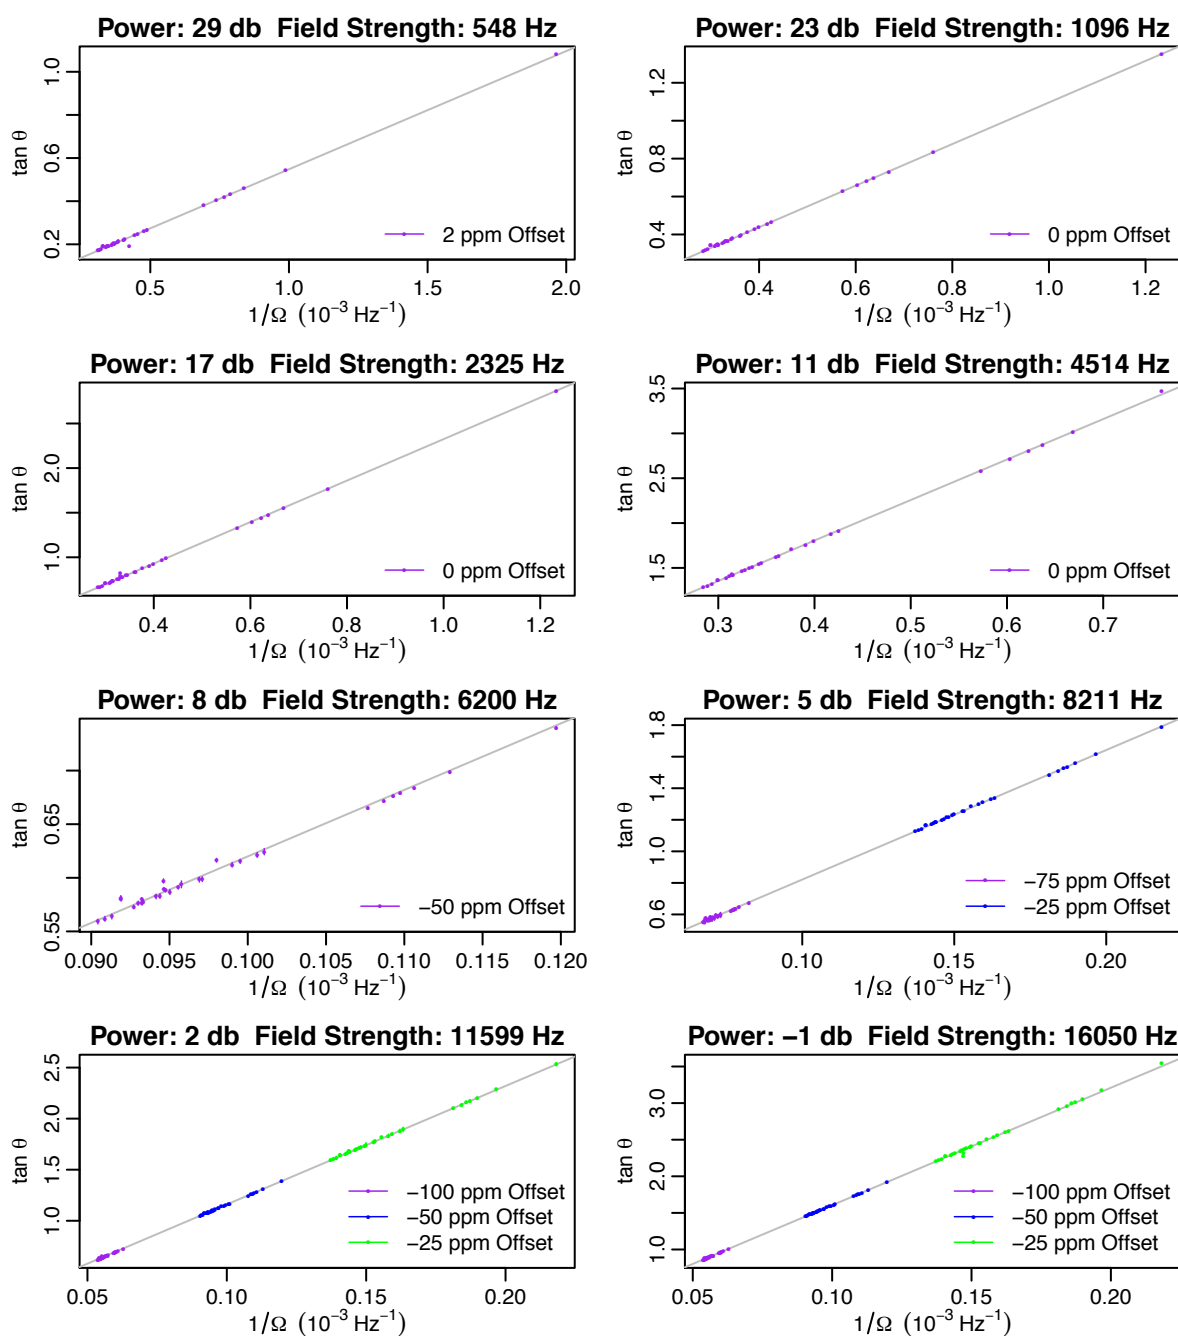 Power: 29 db  Field Strength: 548 Hz
tan θ
0.2 0.6 1.0
0.5 1.0 1.5 2.0
1/Ω (10⁻³ Hz⁻¹)
2 ppm Offset
Power: 23 db  Field Strength: 1096 Hz
tan θ
0.4 0.8 1.2
0.4 0.6 0.8 1.0 1.2
1/Ω (10⁻³ Hz⁻¹)
0 ppm Offset
Power: 17 db  Field Strength: 2325 Hz
tan θ
1.0 2.0
0.4 0.6 0.8 1.0 1.2
1/Ω (10⁻³ Hz⁻¹)
0 ppm Offset
Power: 11 db  Field Strength: 4514 Hz
tan θ
1.5 2.5 3.5
0.3 0.4 0.5 0.6 0.7
1/Ω (10⁻³ Hz⁻¹)
0 ppm Offset
Power: 8 db  Field Strength: 6200 Hz
tan θ
0.55 0.65
0.090 0.095 0.100 0.105 0.110 0.115 0.120
1/Ω (10⁻³ Hz⁻¹)
−50 ppm Offset
Power: 5 db  Field Strength: 8211 Hz
tan θ
0.6 1.0 1.4 1.8
0.10 0.15 0.20
1/Ω (10⁻³ Hz⁻¹)
−75 ppm Offset
−25 ppm Offset
Power: 2 db  Field Strength: 11599 Hz
tan θ
1.0 1.5 2.0 2.5
0.05 0.10 0.15 0.20
1/Ω (10⁻³ Hz⁻¹)
−100 ppm Offset
−50 ppm Offset
−25 ppm Offset
Power: −1 db  Field Strength: 16050 Hz
tan θ
1.0 2.0 3.0
0.05 0.10 0.15 0.20
1/Ω (10⁻³ Hz⁻¹)
−100 ppm Offset
−50 ppm Offset
−25 ppm Offset